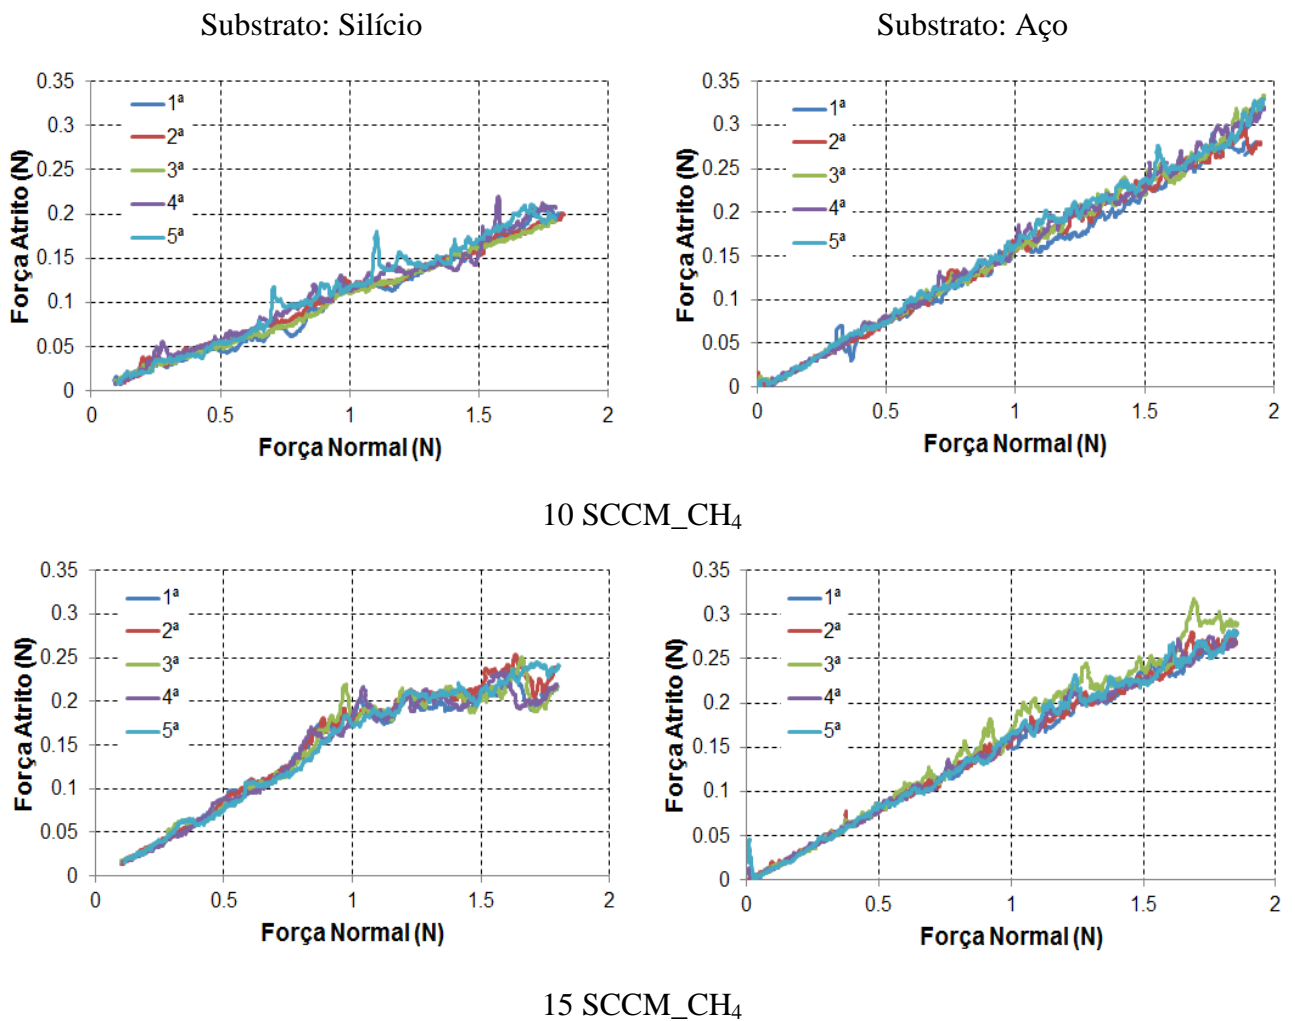 Substrato: Silício
Substrato: Aço
0.35
0.3
0.25
0.2
0.15
0.1
0.05
0
Força Atrito (N)
1ª
2ª
3ª
4ª
5ª
0 0.5 1 1.5 2
Força Normal (N)
0.35
0.3
0.25
0.2
0.15
0.1
0.05
0
Força Atrito (N)
1ª
2ª
3ª
4ª
5ª
0 0.5 1 1.5 2
Força Normal (N)
10 SCCM_CH₄
0.35
0.3
0.25
0.2
0.15
0.1
0.05
0
Força Atrito (N)
1ª
2ª
3ª
4ª
5ª
0 0.5 1 1.5 2
Força Normal (N)
0.35
0.3
0.25
0.2
0.15
0.1
0.05
0
Força Atrito (N)
1ª
2ª
3ª
4ª
5ª
0 0.5 1 1.5 2
Força Normal (N)
15 SCCM_CH₄